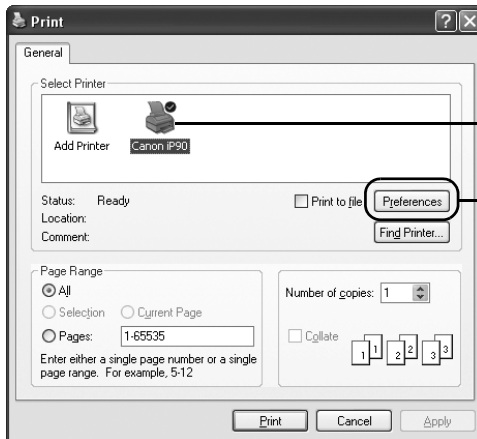 Print
General
Select Printer
Add Printer
Canon iP90
Status: Ready
Location:
Comment:
Print to file
Preferences
Find Printer...
Page Range
All
Selection
Current Page
Pages:
1-65535
Enter either a single page number or a single
page range. For example, 5-12
Number of copies: 1
Collate
1 1 2 2 3 3
Print
Cancel
Apply